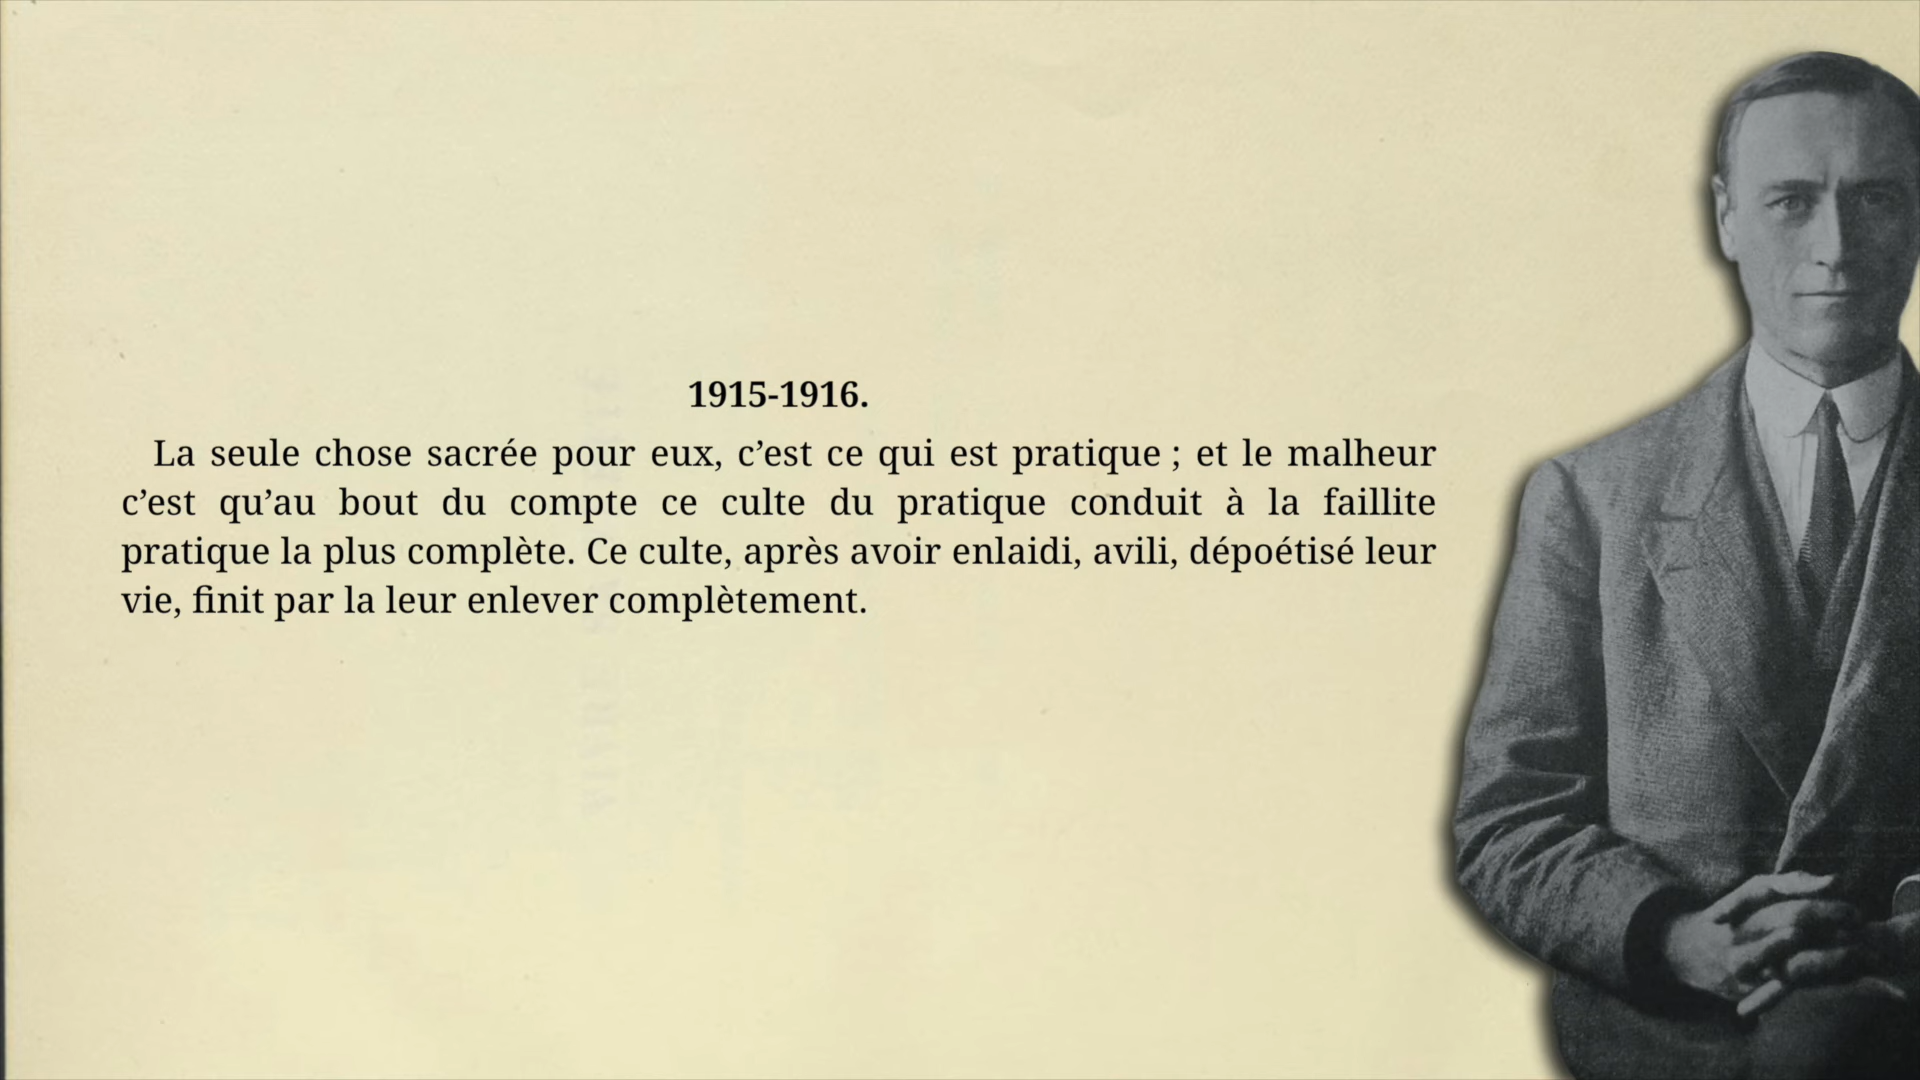 1915-1916.
La seule chose sacrée pour eux, c’est ce qui est pratique ; et le malheur
c’est qu’au bout du compte ce culte du pratique conduit à la faillite
pratique la plus complète. Ce culte, après avoir enlaidi, avili, dépoétisé leur
vie, finit par la leur enlever complètement.